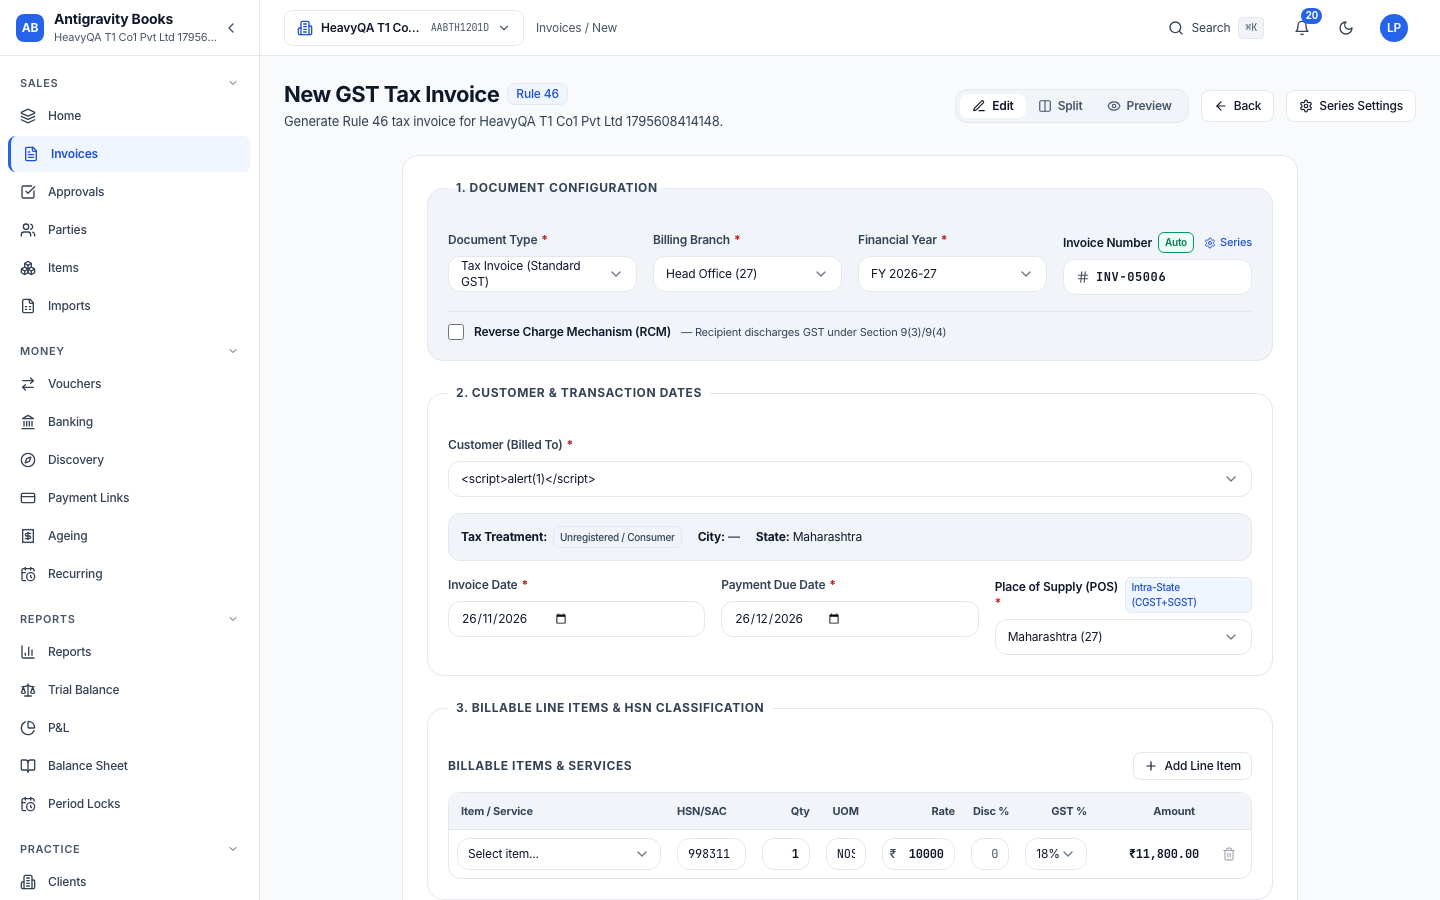 AB
Antigravity Books
HeavyQA T1 Co1 Pvt Ltd 17956...
HeavyQA T1 Co... AABTH1201D
Invoices / New
Search ⌘K
20
LP
SALES
Home
Invoices
Approvals
Parties
Items
Imports
MONEY
Vouchers
Banking
Discovery
Payment Links
Ageing
Recurring
REPORTS
Reports
Trial Balance
P&L
Balance Sheet
Period Locks
PRACTICE
Clients
New GST Tax Invoice Rule 46
Generate Rule 46 tax invoice for HeavyQA T1 Co1 Pvt Ltd 1795608414148.
Edit Split Preview
Back
Series Settings
1. DOCUMENT CONFIGURATION
Document Type *
Tax Invoice (Standard
GST)
Billing Branch *
Head Office (27)
Financial Year *
FY 2026-27
Invoice Number Auto Series
# INV-05006
Reverse Charge Mechanism (RCM) — Recipient discharges GST under Section 9(3)/9(4)
2. CUSTOMER & TRANSACTION DATES
Customer (Billed To) *
<script>alert(1)</script>
Tax Treatment: Unregistered / Consumer City: — State: Maharashtra
Invoice Date *
26/11/2026
Payment Due Date *
26/12/2026
Place of Supply (POS) *
Intra-State
(CGST+SGST)
Maharashtra (27)
3. BILLABLE LINE ITEMS & HSN CLASSIFICATION
BILLABLE ITEMS & SERVICES
Add Line Item
Item / Service HSN/SAC Qty UOM Rate Disc % GST % Amount
Select item... 998311 1 NOS ₹ 10000 0 18% ₹11,800.00